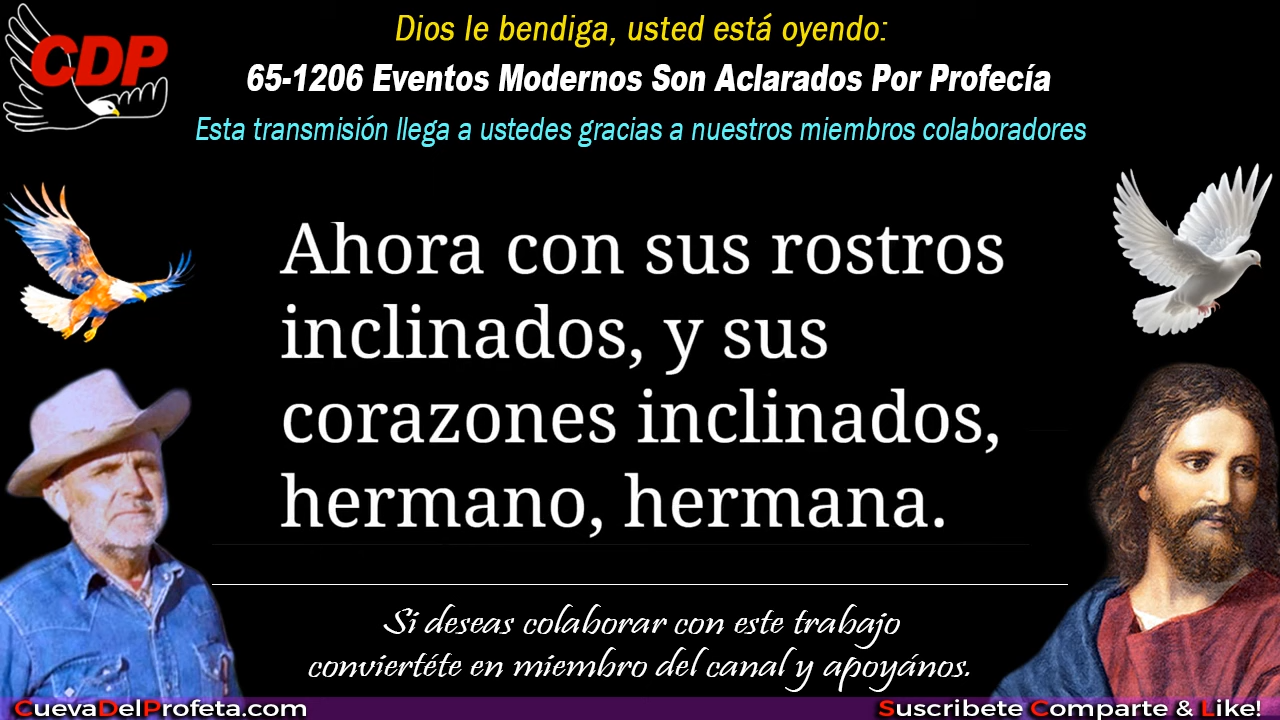 CDP
Dios le bendiga, usted está oyendo:
65-1206 Eventos Modernos Son Aclarados Por Profecía
Esta transmisión llega a ustedes gracias a nuestros miembros colaboradores
Ahora con sus rostros
inclinados, y sus
corazones inclinados,
hermano, hermana.
Si deseas colaborar con este trabajo
conviertéte en miembro del canal y apoyános.
CuevaDelProfeta.com
Suscribete Comparte & Like!